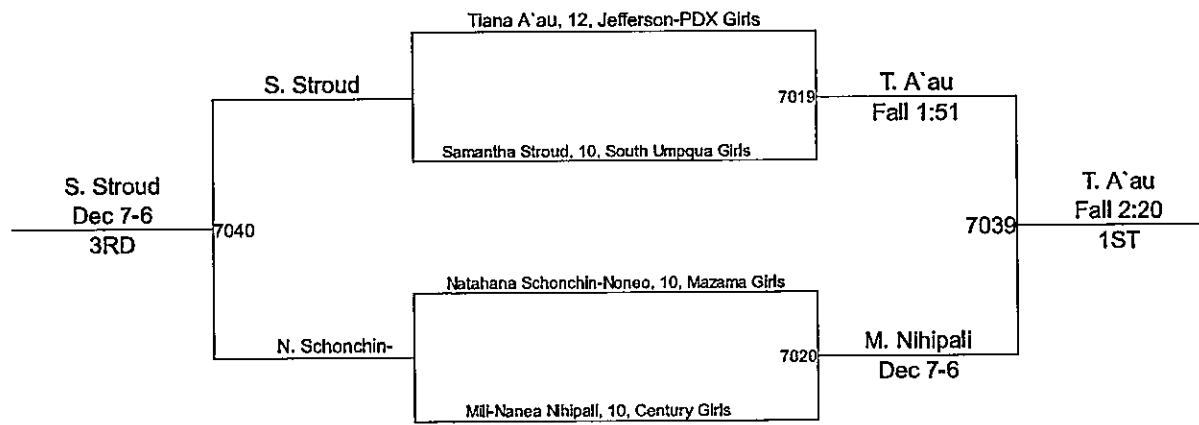 Tiana A`au, 12, Jefferson-PDX Girls
S. Stroud
7019
T. A`au
Fall 1:51
Samantha Stroud, 10, South Umpqua Girls
S. Stroud
Dec 7-6
3RD
7040
7039
T. A`au
Fall 2:20
1ST
Natahana Schonchin-Noneo, 10, Mazama Girls
N. Schonchin-
7020
M. Nihipali
Dec 7-6
Mili-Nanea Nihipali, 10, Century Girls